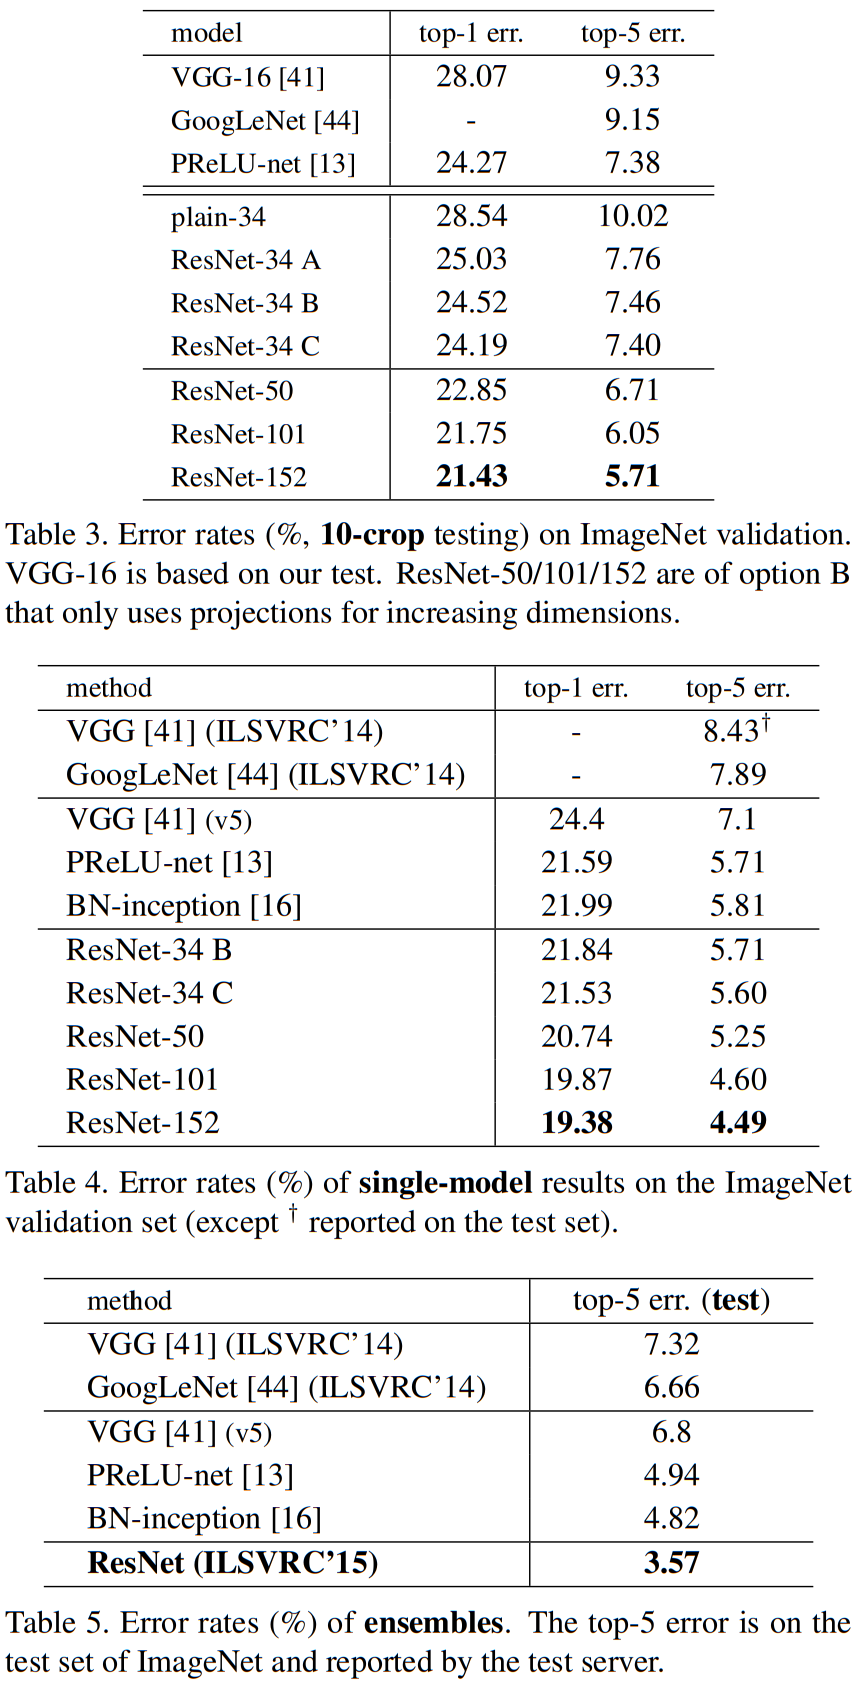 model top-1 err. top-5 err.
VGG-16 [41] 28.07 9.33
GoogLeNet [44] - 9.15
PReLU-net [13] 24.27 7.38
plain-34 28.54 10.02
ResNet-34 A 25.03 7.76
ResNet-34 B 24.52 7.46
ResNet-34 C 24.19 7.40
ResNet-50 22.85 6.71
ResNet-101 21.75 6.05
ResNet-152 21.43 5.71
Table 3. Error rates (%, 10-crop testing) on ImageNet validation.
VGG-16 is based on our test. ResNet-50/101/152 are of option B
that only uses projections for increasing dimensions.
method top-1 err. top-5 err.
VGG [41] (ILSVRC’14) - 8.43†
GoogLeNet [44] (ILSVRC’14) - 7.89
VGG [41] (v5) 24.4 7.1
PReLU-net [13] 21.59 5.71
BN-inception [16] 21.99 5.81
ResNet-34 B 21.84 5.71
ResNet-34 C 21.53 5.60
ResNet-50 20.74 5.25
ResNet-101 19.87 4.60
ResNet-152 19.38 4.49
Table 4. Error rates (%) of single-model results on the ImageNet
validation set (except † reported on the test set).
method top-5 err. (test)
VGG [41] (ILSVRC’14) 7.32
GoogLeNet [44] (ILSVRC’14) 6.66
VGG [41] (v5) 6.8
PReLU-net [13] 4.94
BN-inception [16] 4.82
ResNet (ILSVRC’15) 3.57
Table 5. Error rates (%) of ensembles. The top-5 error is on the
test set of ImageNet and reported by the test server.